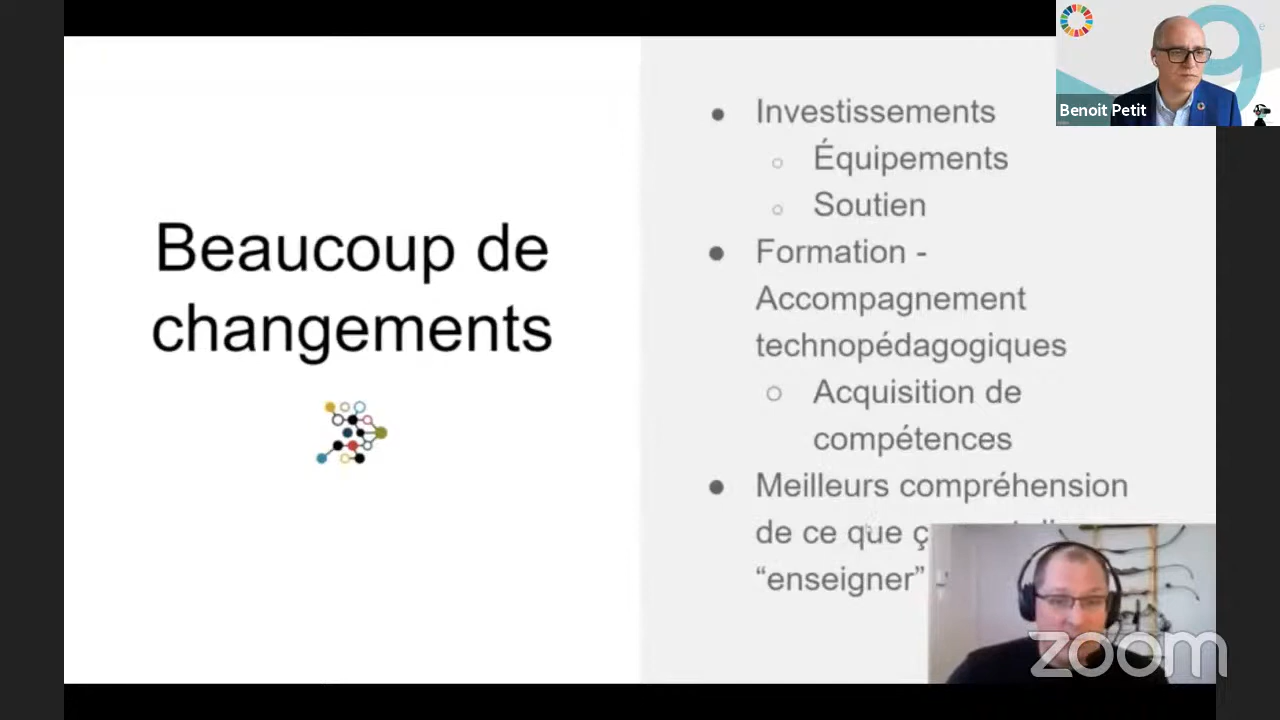 Beaucoup de
changements
Investissements
Équipements
Soutien
Formation -
Accompagnement
technopédagogiques
Acquisition de
compétences
Meilleurs compréhension
de ce que
“enseigner”
Benoit Petit
9e
zoom